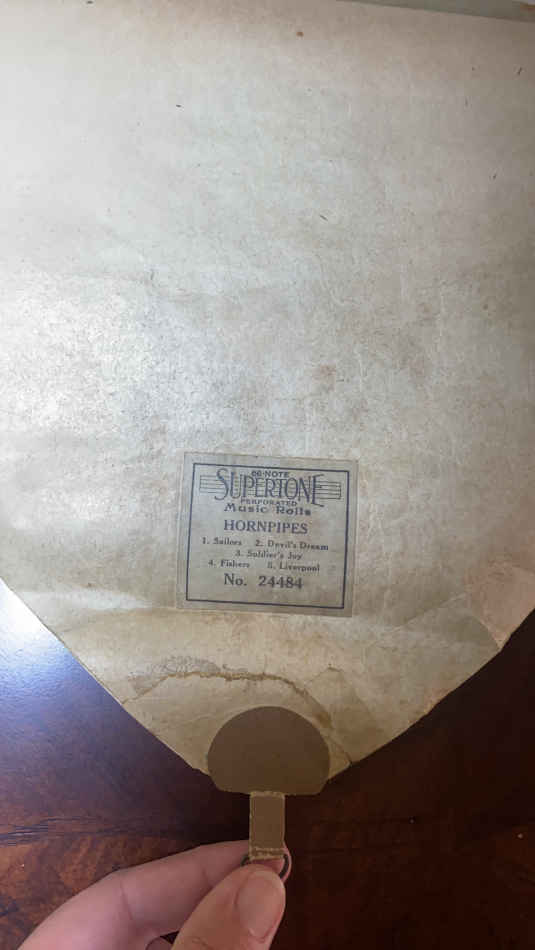 66-NOTE
SUPERTONE
PERFORATED
Music Rolls
HORNPIPES
1. Sailors 2. Devil's Dream
3. Soldier's Joy
4. Fishers 5. Liverpool
No. 24484